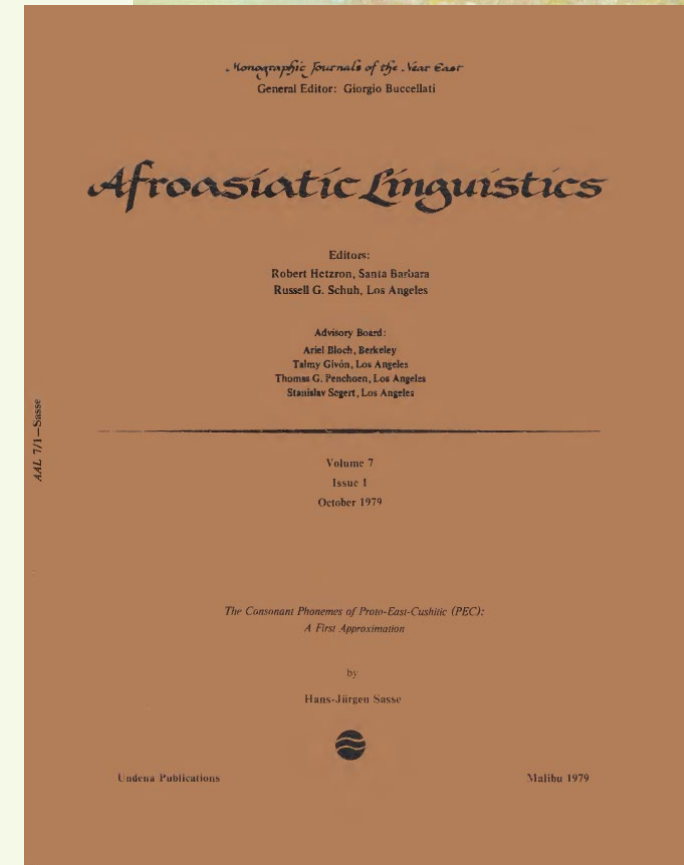 Monographic Journals of the Near East
General Editor: Giorgio Buccellati
Afroasiatic Linguistics
Editors:
Robert Hetzron, Santa Barbara
Russell G. Schuh, Los Angeles
Advisory Board:
Ariel Bloch, Berkeley
Talmy Givón, Los Angeles
Thomas G. Penchoen, Los Angeles
Stanislav Segert, Los Angeles
AAL 7/1—Sasse
Volume 7
Issue 1
October 1979
The Consonant Phonemes of Proto-East-Cushitic (PEC):
A First Approximation
by
Hans-Jürgen Sasse
Undena Publications
Malibu 1979